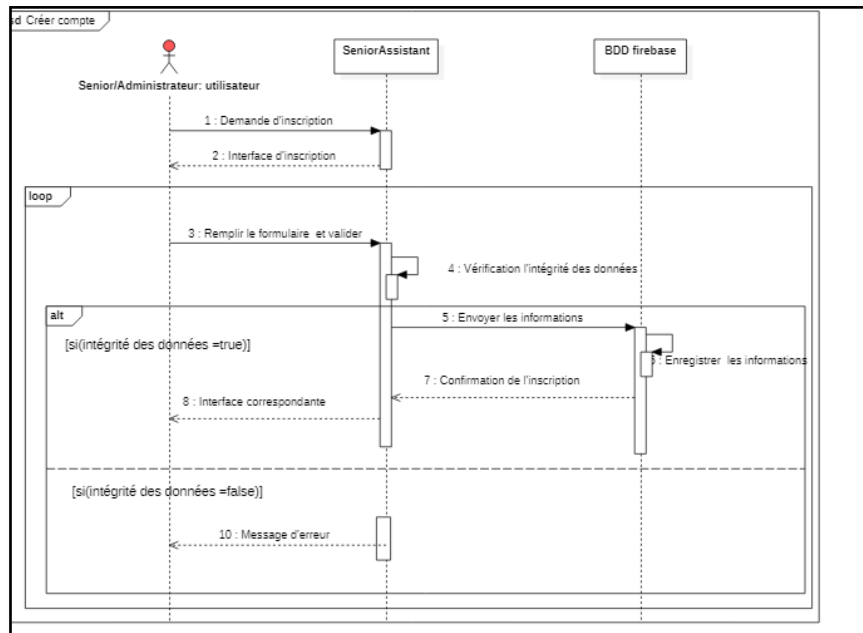 sd Créer compte
SeniorAssistant
BDD firebase
Senior/Administrateur: utilisateur
1 : Demande d'inscription
2 : Interface d'inscription
loop
3 : Remplir le formulaire et valider
4 : Vérification l'intégrité des données
alt
5 : Envoyer les informations
[si(intégrité des données =true)]
6 : Enregistrer les informations
7 : Confirmation de l'inscription
8 : Interface correspondante
[si(intégrité des données =false)]
10 : Message d'erreur